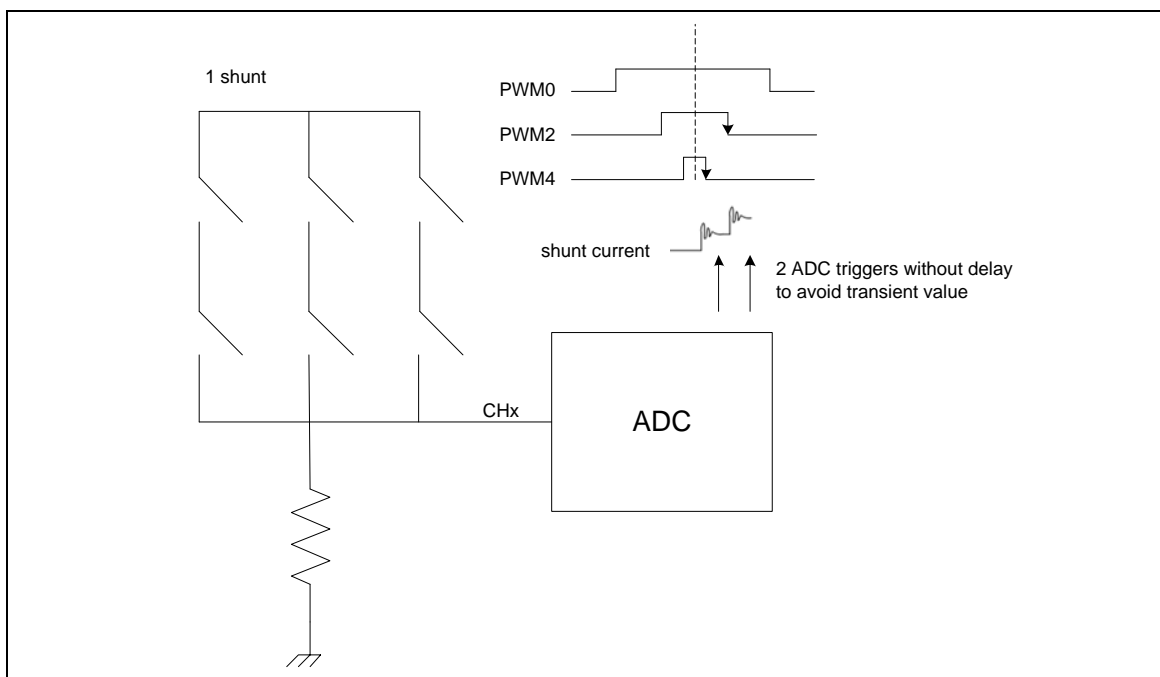 1 shunt
PWM0
PWM2
PWM4
shunt current
2 ADC triggers without delay
to avoid transient value
CHx
ADC